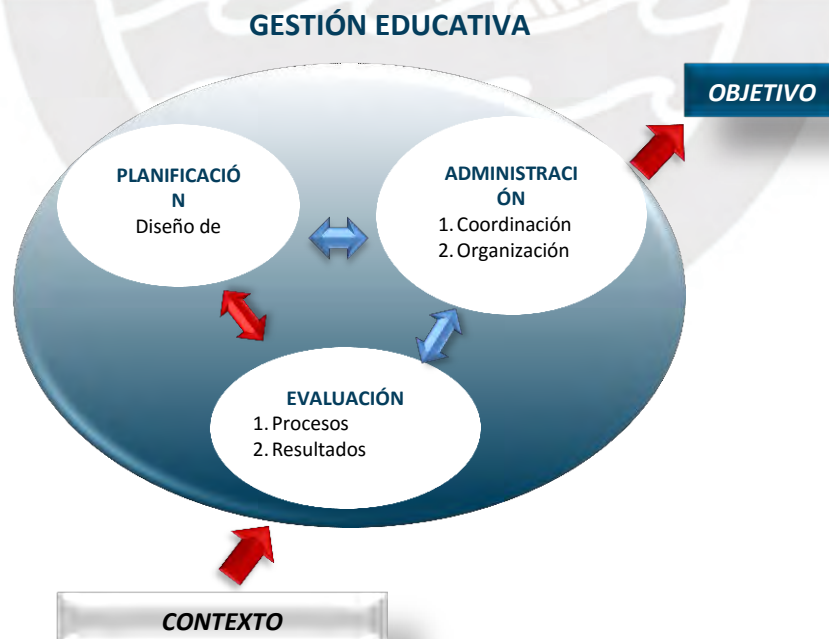 GESTIÓN EDUCATIVA
OBJETIVO
PLANIFICACIÓ
N
Diseño de
ADMINISTRACI
ÓN
1. Coordinación
2. Organización
EVALUACIÓN
1. Procesos
2. Resultados
CONTEXTO